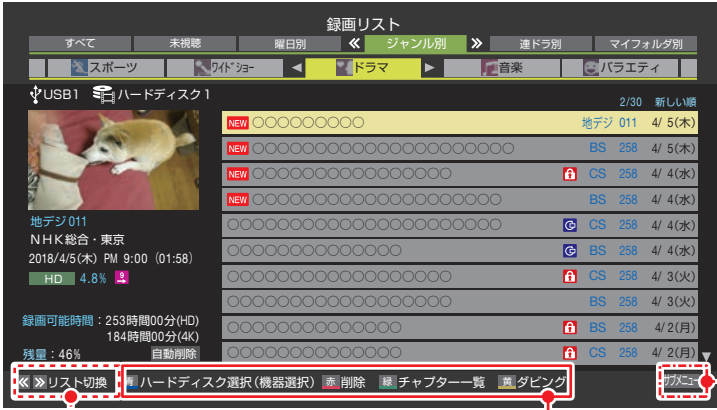 録画リスト
すべて 未視聴 曜日別 ≪ ジャンル別 ≫ 連ドラ別 マイフォルダ別
スポーツ ワイドショー ◀ ドラマ ▶ 音楽 バラエティ
USB1 ハードディスク1
2/30 新しい順
NEW ○○○○○○○○○ 地デジ 011 4/ 5(木)
NEW ○○○○○○○○○○○○○○○○○○○○○ BS 258 4/ 5(木)
NEW ○○○○○○○○○○○○○○○○ CS 258 4/ 4(水)
NEW ○○○○○○○○○○○○○○○○○○○○ BS 258 4/ 4(水)
○○○○○○○○○○○○○○○○○○○○○○ CS 258 4/ 4(水)
○○○○○○○○○○○○○○ BS 258 4/ 4(水)
○○○○○○○○○○○○○○○○○○ CS 258 4/ 3(火)
○○○○○○○○○○○○○○○○○○ BS 258 4/ 3(火)
○○○○○○○○○○○○○○ BS 258 4/ 2(月)
○○○○○○○○○○○○○○○○○○ CS 258 4/ 2(月)
地デジ 011
NHK総合・東京
2018/4/5(木) PM 9:00 (01:58)
HD 4.8% 9
録画可能時間：253時間00分(HD)
184時間00分(4K)
残量：46% 自動削除
≪ ≫ リスト切換 青 ハードディスク選択(機器選択) 赤 削除 緑 チャプター一覧 黄 ダビング サブメニュー